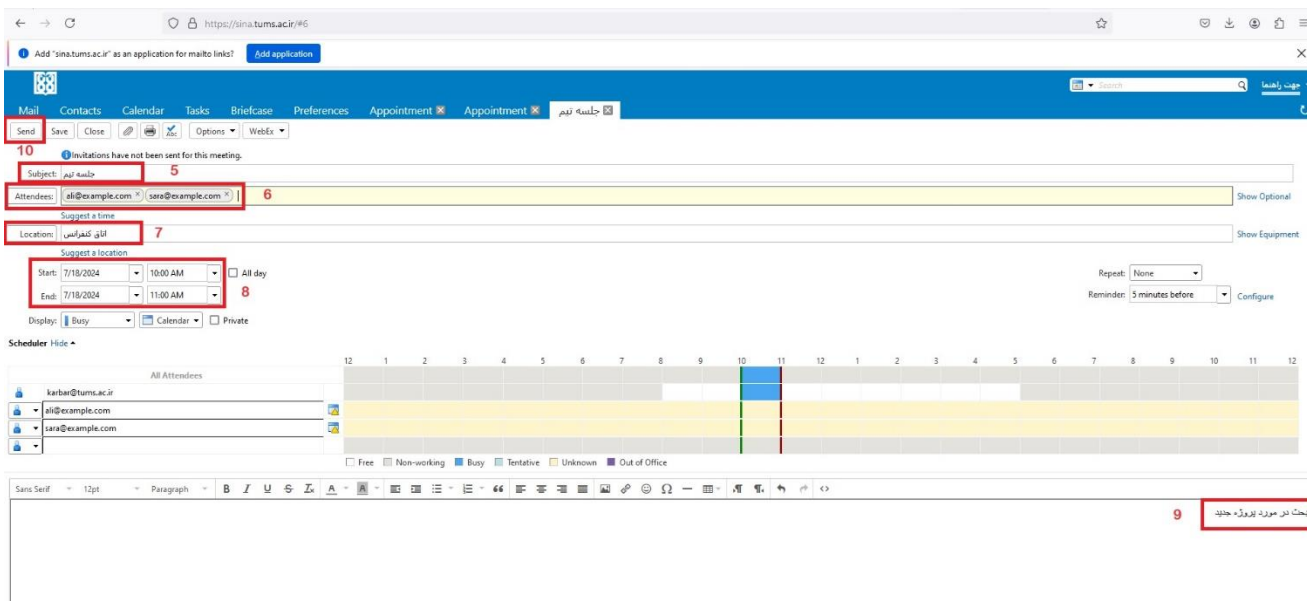 https://sina.tums.ac.ir/#6
Add "sina.tums.ac.ir" as an application for mailto links? Add application
Search جهت راهنما
Mail Contacts Calendar Tasks Briefcase Preferences Appointment Appointment جلسه تیم
Send Save Close Abc Options WebEx
10
Invitations have not been sent for this meeting.
Subject: جلسه تیم 5
Attendees: ali@example.com × sara@example.com × 6 Show Optional
Suggest a time
Location: اتاق کنفرانس 7 Show Equipment
Suggest a location
Start: 7/18/2024 10:00 AM All day Repeat: None
End: 7/18/2024 11:00 AM 8 Reminder: 5 minutes before Configure
Display: Busy Calendar Private
Scheduler Hide
12 1 2 3 4 5 6 7 8 9 10 11 12 1 2 3 4 5 6 7 8 9 10 11 12
All Attendees
karbar@tums.ac.ir
ali@example.com
sara@example.com
Free Non-working Busy Tentative Unknown Out of Office
Sans Serif 12pt Paragraph B I U S Ix A A
9 بحث در مورد پروژه جدید